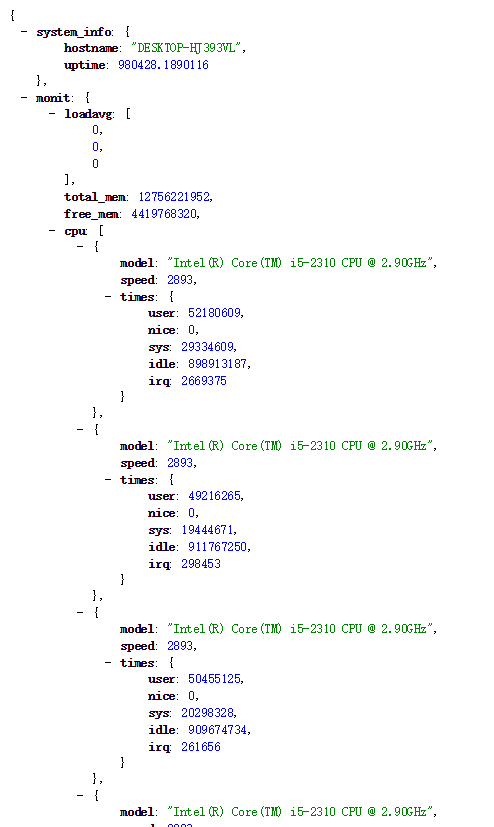 {
- system_info: {
hostname: "DESKTOP-HJ393VL",
uptime: 980428.1890116
},
- monit: {
- loadavg: [
0,
0,
0
],
total_mem: 12756221952,
free_mem: 4419768320,
- cpu: [
- {
model: "Intel(R) Core(TM) i5-2310 CPU @ 2.90GHz",
speed: 2893,
- times: {
user: 52180609,
nice: 0,
sys: 29334609,
idle: 898913187,
irq: 2669375
}
},
- {
model: "Intel(R) Core(TM) i5-2310 CPU @ 2.90GHz",
speed: 2893,
- times: {
user: 49216265,
nice: 0,
sys: 19444671,
idle: 911767250,
irq: 298453
}
},
- {
model: "Intel(R) Core(TM) i5-2310 CPU @ 2.90GHz",
speed: 2893,
- times: {
user: 50455125,
nice: 0,
sys: 20298328,
idle: 909674734,
irq: 261656
}
},
- {
model: "Intel(R) Core(TM) i5-2310 CPU @ 2.90GHz",